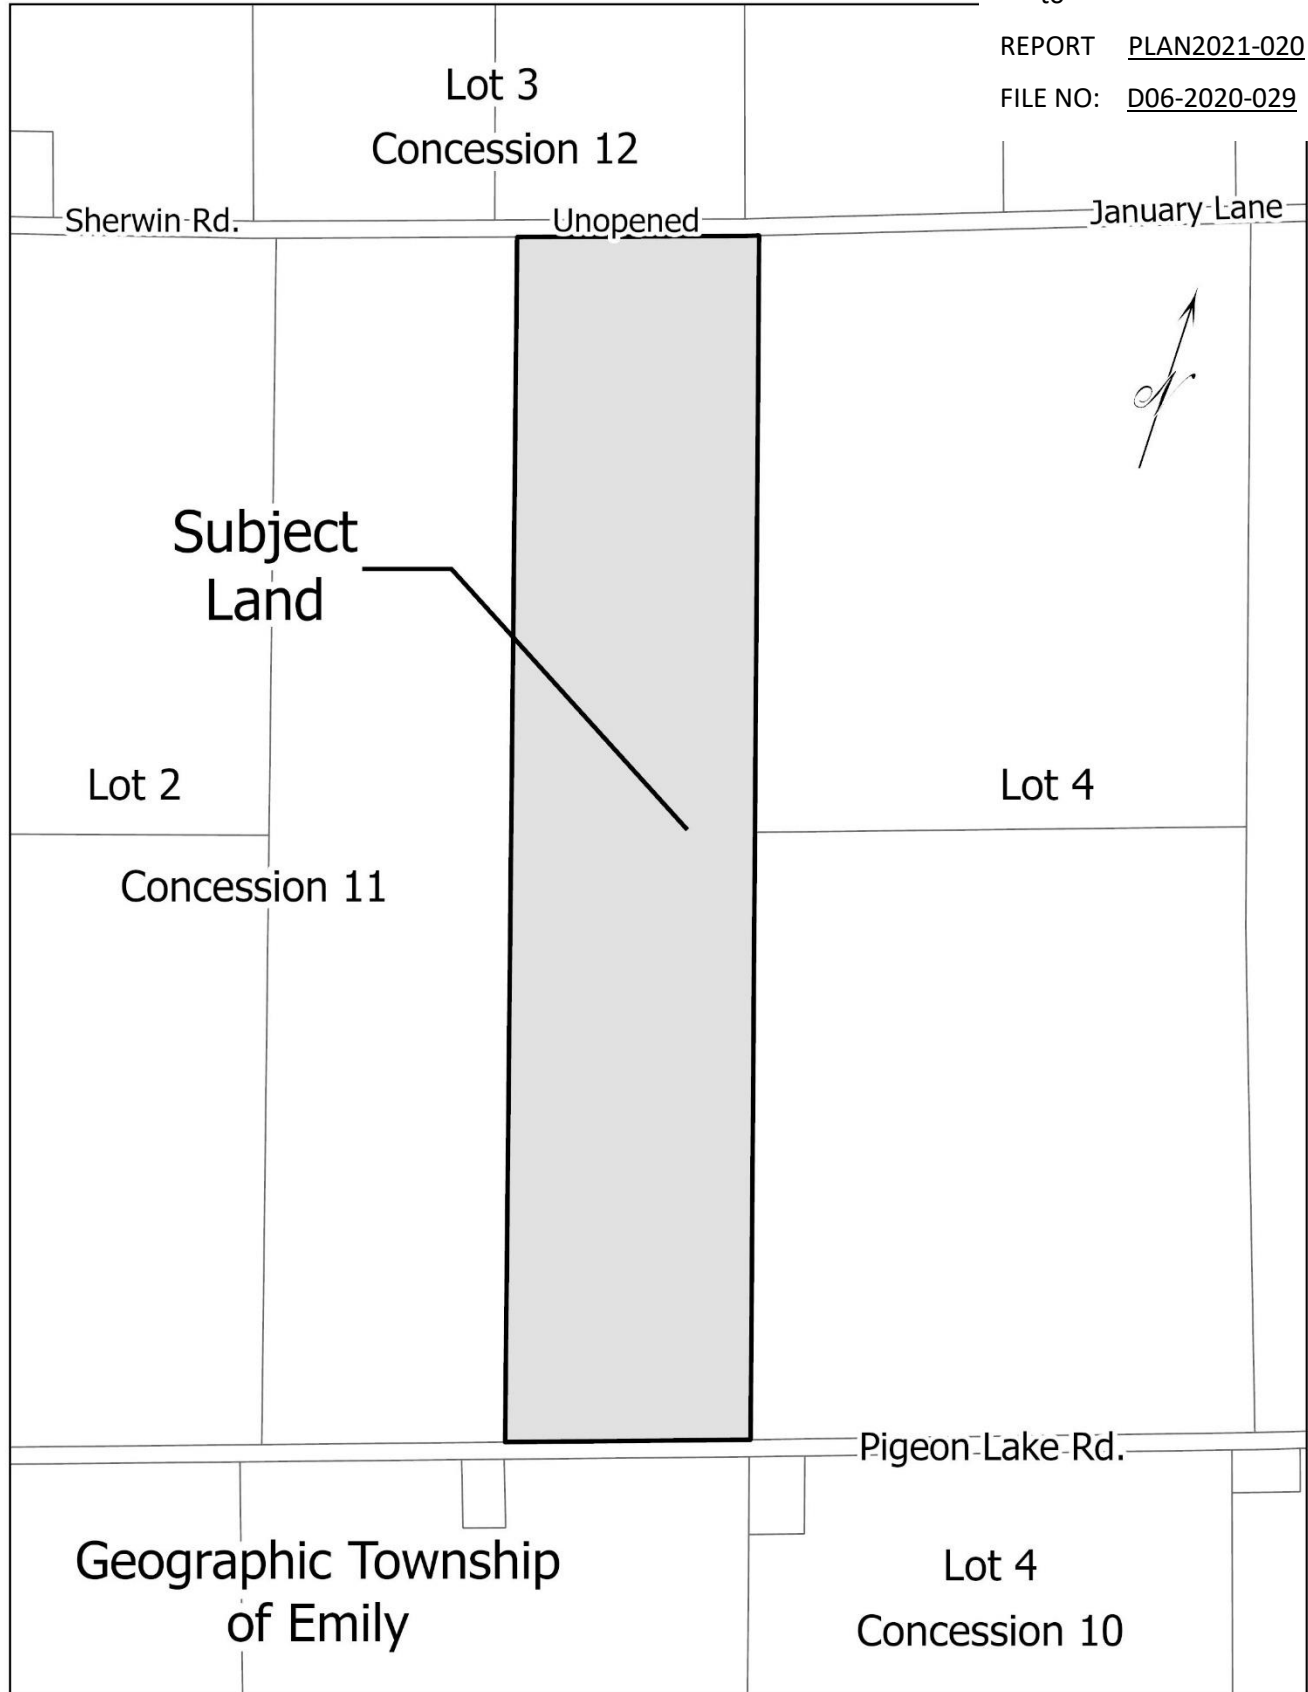 to
REPORT PLAN2021-020
FILE NO: D06-2020-029
Lot 3
Concession 12
Sherwin Rd.
Unopened
January Lane
N
Subject
Land
Lot 2
Lot 4
Concession 11
Pigeon Lake Rd.
Geographic Township
of Emily
Lot 4
Concession 10